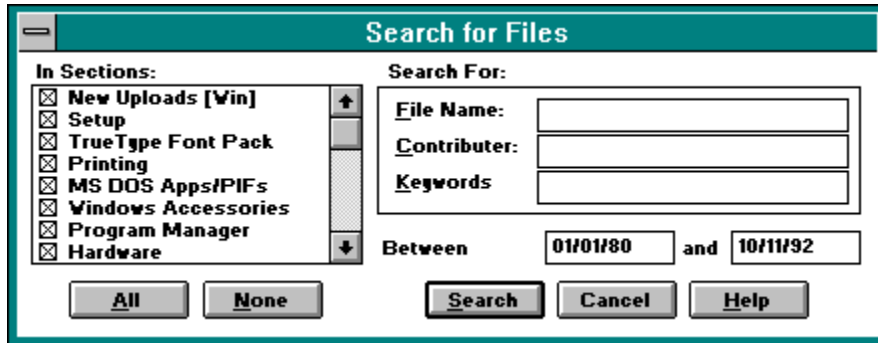 Search for Files
In Sections:
New Uploads [Win]
Setup
TrueType Font Pack
Printing
MS DOS Apps/PIFs
Windows Accessories
Program Manager
Hardware
All None
Search For:
File Name:
Contributer:
Keywords
Between 01/01/80 and 10/11/92
Search Cancel Help